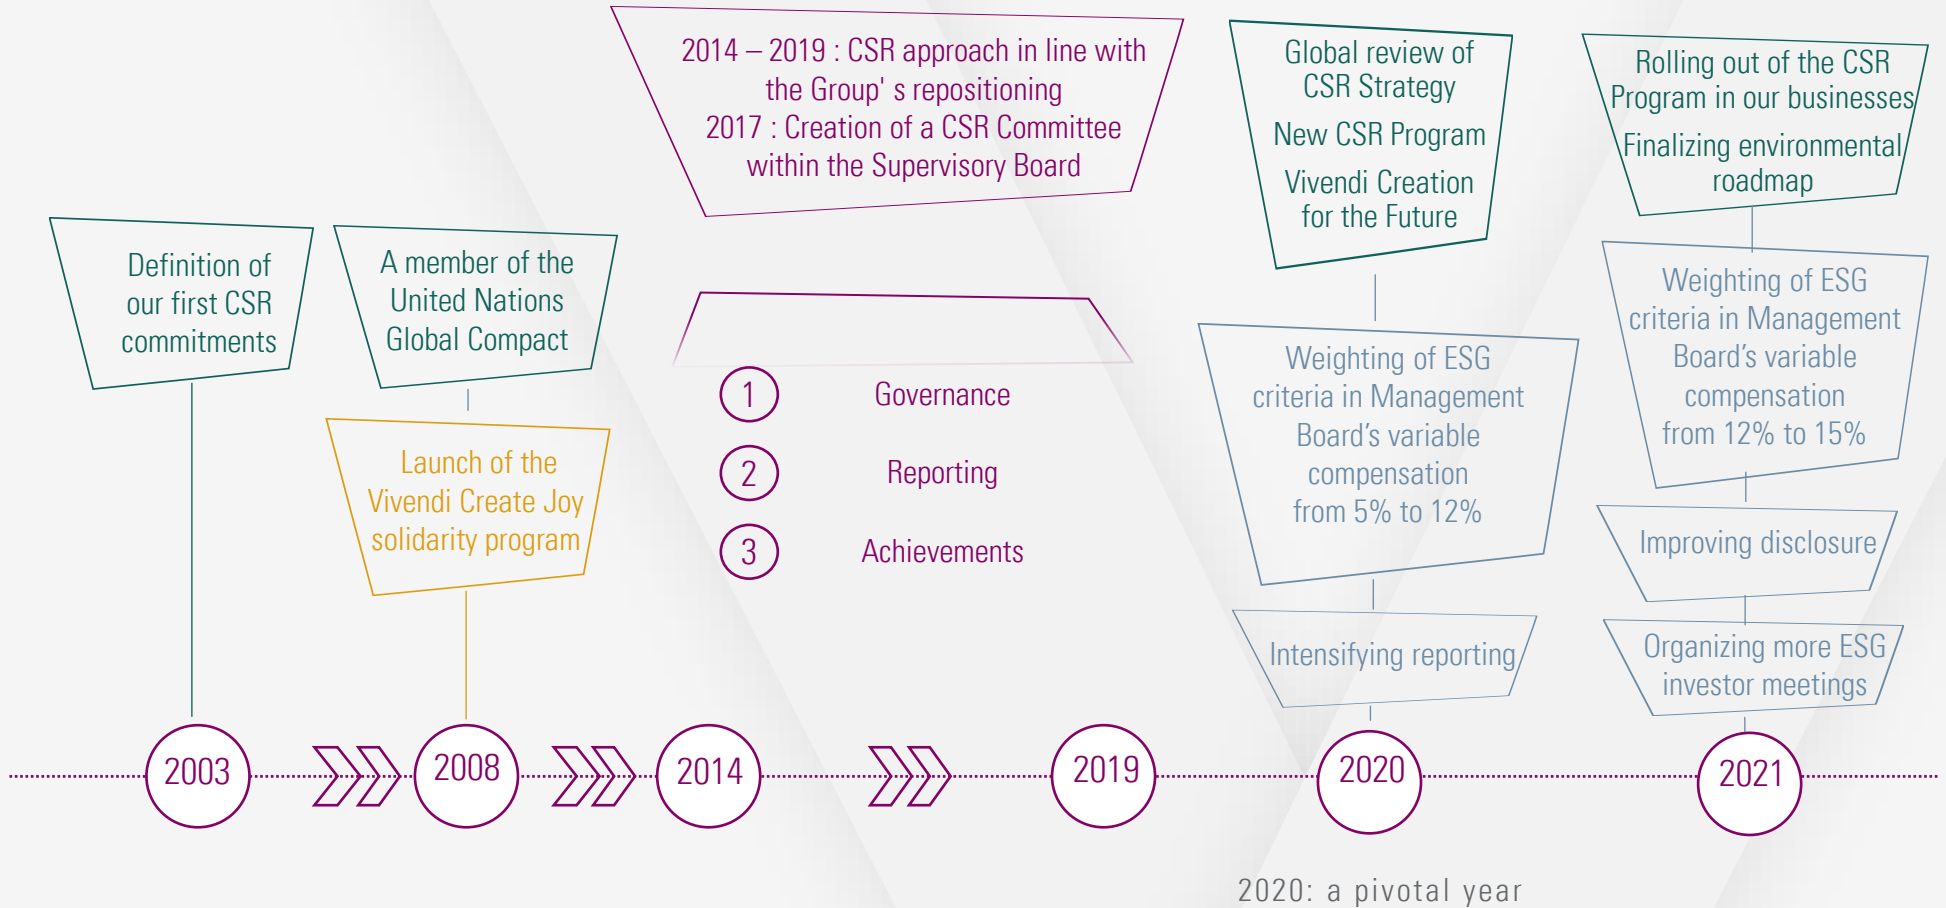 2014 – 2019 : CSR approach in line with
the Group' s repositioning
2017 : Creation of a CSR Committee
within the Supervisory Board
Global review of
CSR Strategy
New CSR Program
Vivendi Creation
for the Future
Rolling out of the CSR
Program in our businesses
Finalizing environmental
roadmap
Definition of
our first CSR
commitments
A member of the
United Nations
Global Compact
Launch of the
Vivendi Create Joy
solidarity program
1 Governance
2 Reporting
3 Achievements
Weighting of ESG
criteria in Management
Board’s variable
compensation
from 5% to 12%
Intensifying reporting
Weighting of ESG
criteria in Management
Board’s variable
compensation
from 12% to 15%
Improving disclosure
Organizing more ESG
investor meetings
2003
2008
2014
2019
2020
2021
2020: a pivotal year